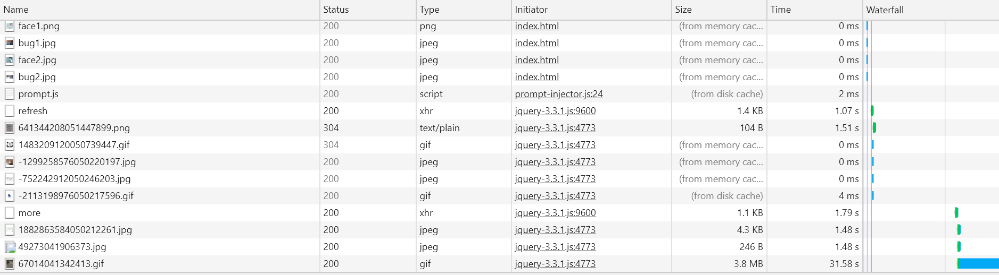 Name Status Type Initiator Size Time Waterfall
face1.png 200 png index.html (from memory cac... 0 ms
bug1.jpg 200 jpeg index.html (from memory cac... 0 ms
face2.jpg 200 jpeg index.html (from memory cac... 0 ms
bug2.jpg 200 jpeg index.html (from memory cac... 0 ms
prompt.js 200 script prompt-injector.js:24 (from disk cache) 2 ms
refresh 200 xhr jquery-3.3.1.js:9600 1.4 KB 1.07 s
641344208051447899.png 304 text/plain jquery-3.3.1.js:4773 104 B 1.51 s
1483209120050739447.gif 304 gif jquery-3.3.1.js:4773 (from memory cac... 0 ms
-1299258576050220197.jpg 200 jpeg jquery-3.3.1.js:4773 (from memory cac... 0 ms
-752242912050246203.jpg 200 jpeg jquery-3.3.1.js:4773 (from memory cac... 0 ms
-2113198976050217596.gif 200 gif jquery-3.3.1.js:4773 (from disk cache) 4 ms
more 200 xhr jquery-3.3.1.js:9600 1.1 KB 1.79 s
1882863584050212261.jpg 200 jpeg jquery-3.3.1.js:4773 4.3 KB 1.48 s
49273041906373.jpg 200 jpeg jquery-3.3.1.js:4773 246 B 1.48 s
67014041342413.gif 200 gif jquery-3.3.1.js:4773 3.8 MB 31.58 s